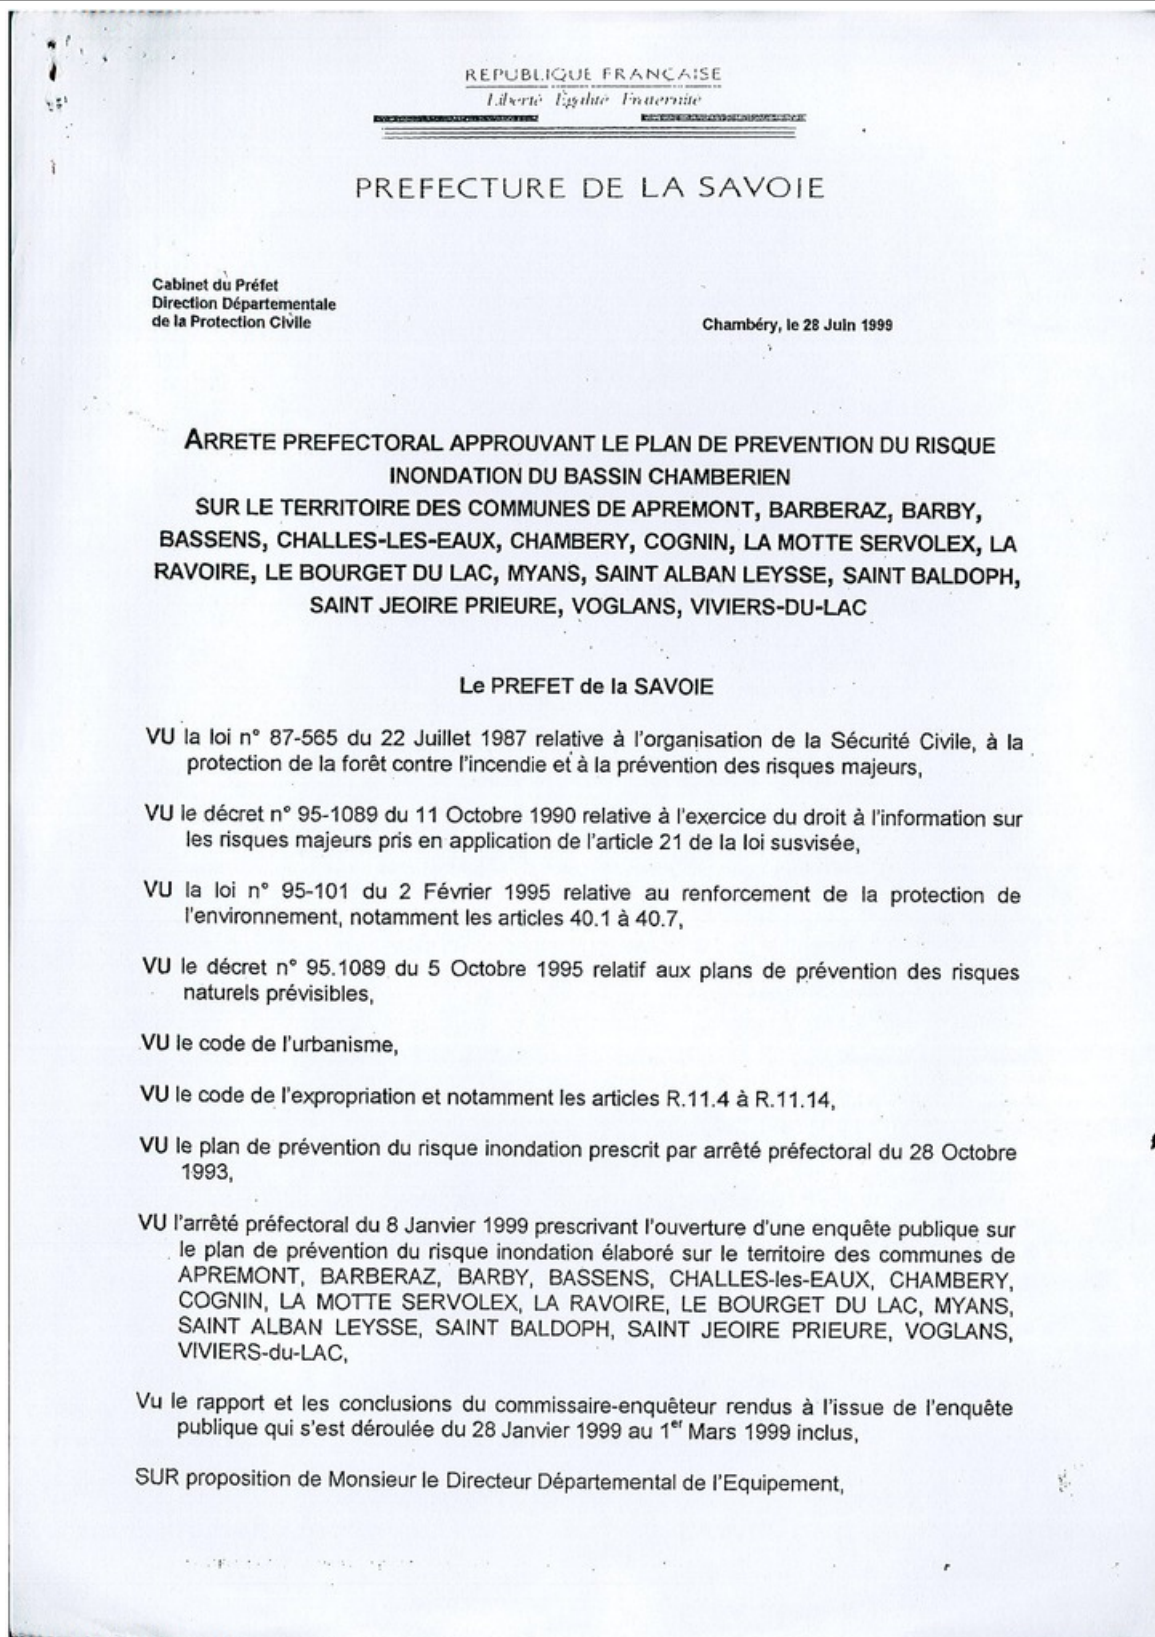 REPUBLIQUE FRANCAISE
Liberté Égalité Fraternité
PREFECTURE DE LA SAVOIE
Cabinet du Préfet
Direction Départementale
de la Protection Civile
Chambéry, le 28 Juin 1999
ARRETE PREFECTORAL APPROUVANT LE PLAN DE PREVENTION DU RISQUE
INONDATION DU BASSIN CHAMBERIEN
SUR LE TERRITOIRE DES COMMUNES DE APREMONT, BARBERAZ, BARBY,
BASSENS, CHALLES-LES-EAUX, CHAMBERY, COGNIN, LA MOTTE SERVOLEX, LA
RAVOIRE, LE BOURGET DU LAC, MYANS, SAINT ALBAN LEYSSE, SAINT BALDOPH,
SAINT JEOIRE PRIEURE, VOGLANS, VIVIERS-DU-LAC
Le PREFET de la SAVOIE
VU la loi n° 87-565 du 22 Juillet 1987 relative à l'organisation de la Sécurité Civile, à la
protection de la forêt contre l'incendie et à la prévention des risques majeurs,
VU le décret n° 95-1089 du 11 Octobre 1990 relative à l'exercice du droit à l'information sur
les risques majeurs pris en application de l'article 21 de la loi susvisée,
VU la loi n° 95-101 du 2 Février 1995 relative au renforcement de la protection de
l'environnement, notamment les articles 40.1 à 40.7,
VU le décret n° 95.1089 du 5 Octobre 1995 relatif aux plans de prévention des risques
naturels prévisibles,
VU le code de l'urbanisme,
VU le code de l'expropriation et notamment les articles R.11.4 à R.11.14,
VU le plan de prévention du risque inondation prescrit par arrêté préfectoral du 28 Octobre
1993,
VU l'arrêté préfectoral du 8 Janvier 1999 prescrivant l'ouverture d'une enquête publique sur
le plan de prévention du risque inondation élaboré sur le territoire des communes de
APREMONT, BARBERAZ, BARBY, BASSENS, CHALLES-les-EAUX, CHAMBERY,
COGNIN, LA MOTTE SERVOLEX, LA RAVOIRE, LE BOURGET DU LAC, MYANS,
SAINT ALBAN LEYSSE, SAINT BALDOPH, SAINT JEOIRE PRIEURE, VOGLANS,
VIVIERS-du-LAC,
Vu le rapport et les conclusions du commissaire-enquêteur rendus à l'issue de l'enquête
publique qui s'est déroulée du 28 Janvier 1999 au 1er Mars 1999 inclus,
SUR proposition de Monsieur le Directeur Départemental de l'Equipement,